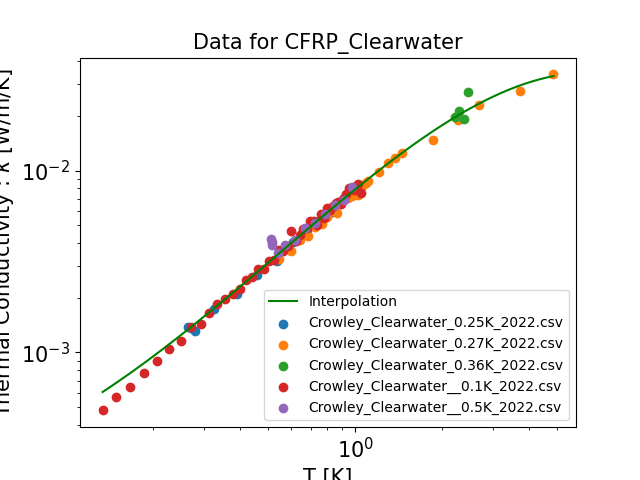 Data for CFRP_Clearwater
Thermal Conductivity : k [W/m/K]
10⁻²
10⁻³
Interpolation
Crowley_Clearwater_0.25K_2022.csv
Crowley_Clearwater_0.27K_2022.csv
Crowley_Clearwater_0.36K_2022.csv
Crowley_Clearwater__0.1K_2022.csv
Crowley_Clearwater__0.5K_2022.csv
10⁰
T [K]